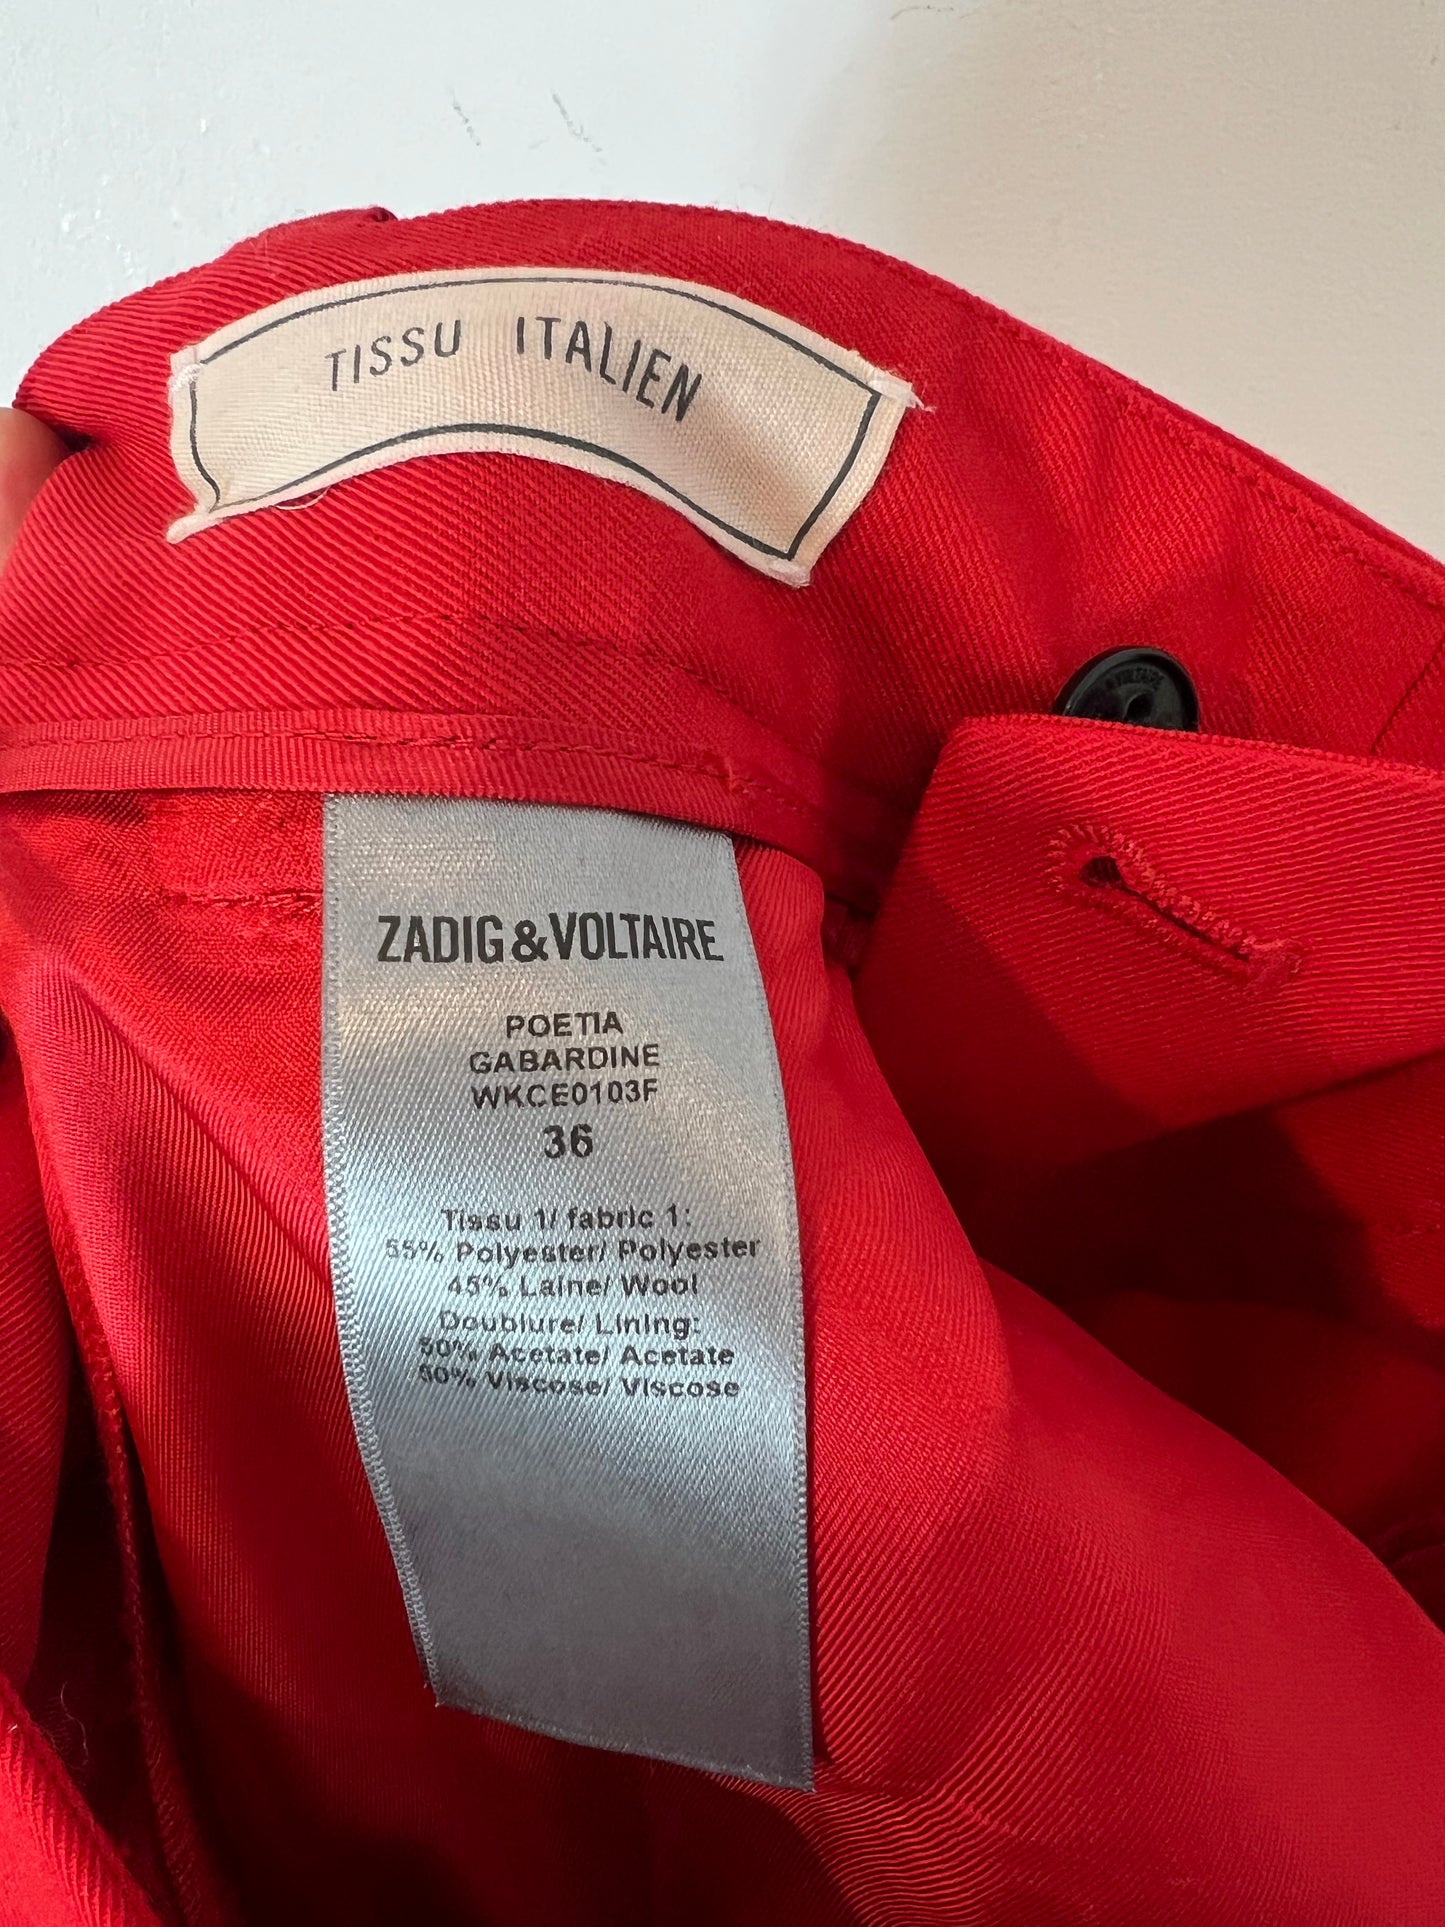 TISSU ITALIEN
& VOLTAIRE
ZADIG&VOLTAIRE
POETIA
GABARDINE
WKCE0103F
36
Tissu 1/ fabric 1:
55% Polyester/ Polyester
45% Laine/ Wool
Doublure/ Lining:
50% Acetate/ Acetate
50% Viscose/ Viscose